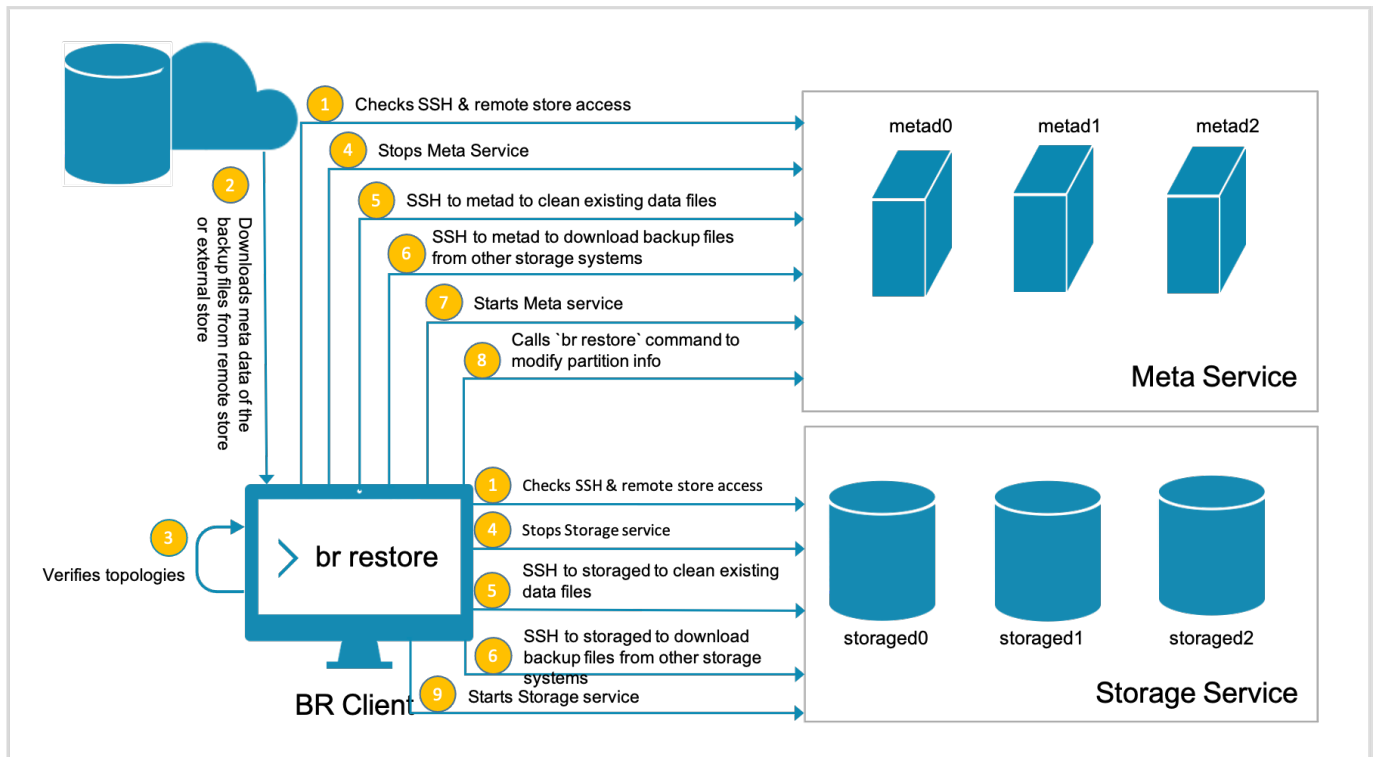 1
Checks SSH & remote store access
4
Stops Meta Service
2
Downloads meta data of the
backup files from remote store
or external store
5
SSH to metad to clean existing data files
6
SSH to metad to download backup files
from other storage systems
7
Starts Meta service
8
Calls `br restore` command to
modify partition info
metad0
metad1
metad2
Meta Service
3
Verifies topologies
br restore
BR Client
1
Checks SSH & remote store access
4
Stops Storage service
5
SSH to storaged to clean existing
data files
6
SSH to storaged to download
backup files from other storage
systems
9
Starts Storage service
storaged0
storaged1
storaged2
Storage Service